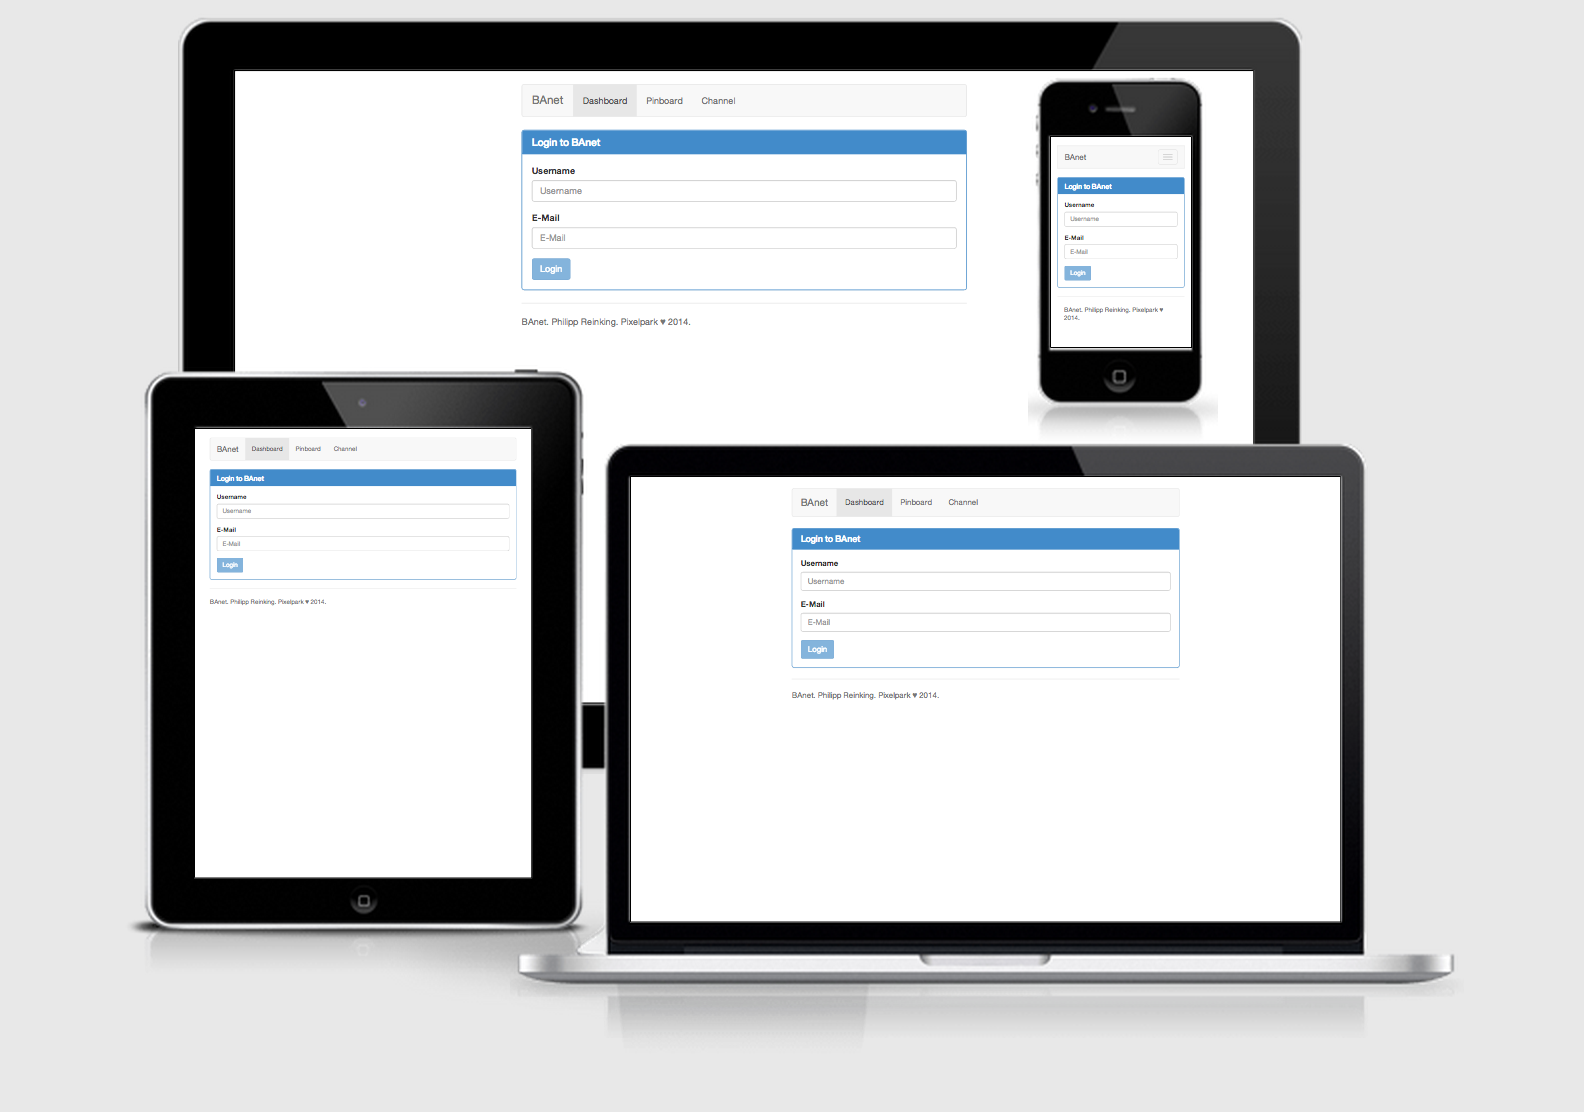 BAnet Dashboard Pinboard Channel
Login to BAnet
Username
Username
E-Mail
E-Mail
Login
BAnet. Philipp Reinking. Pixelpark ♥ 2014.
BAnet
Login to BAnet
Username
Username
E-Mail
E-Mail
Login
BAnet. Philipp Reinking. Pixelpark ♥
2014.
BAnet Dashboard Pinboard Channel
Login to BAnet
Username
Username
E-Mail
E-Mail
Login
BAnet. Philipp Reinking. Pixelpark ♥ 2014.
BAnet Dashboard Pinboard Channel
Login to BAnet
Username
Username
E-Mail
E-Mail
Login
BAnet. Philipp Reinking. Pixelpark ♥ 2014.